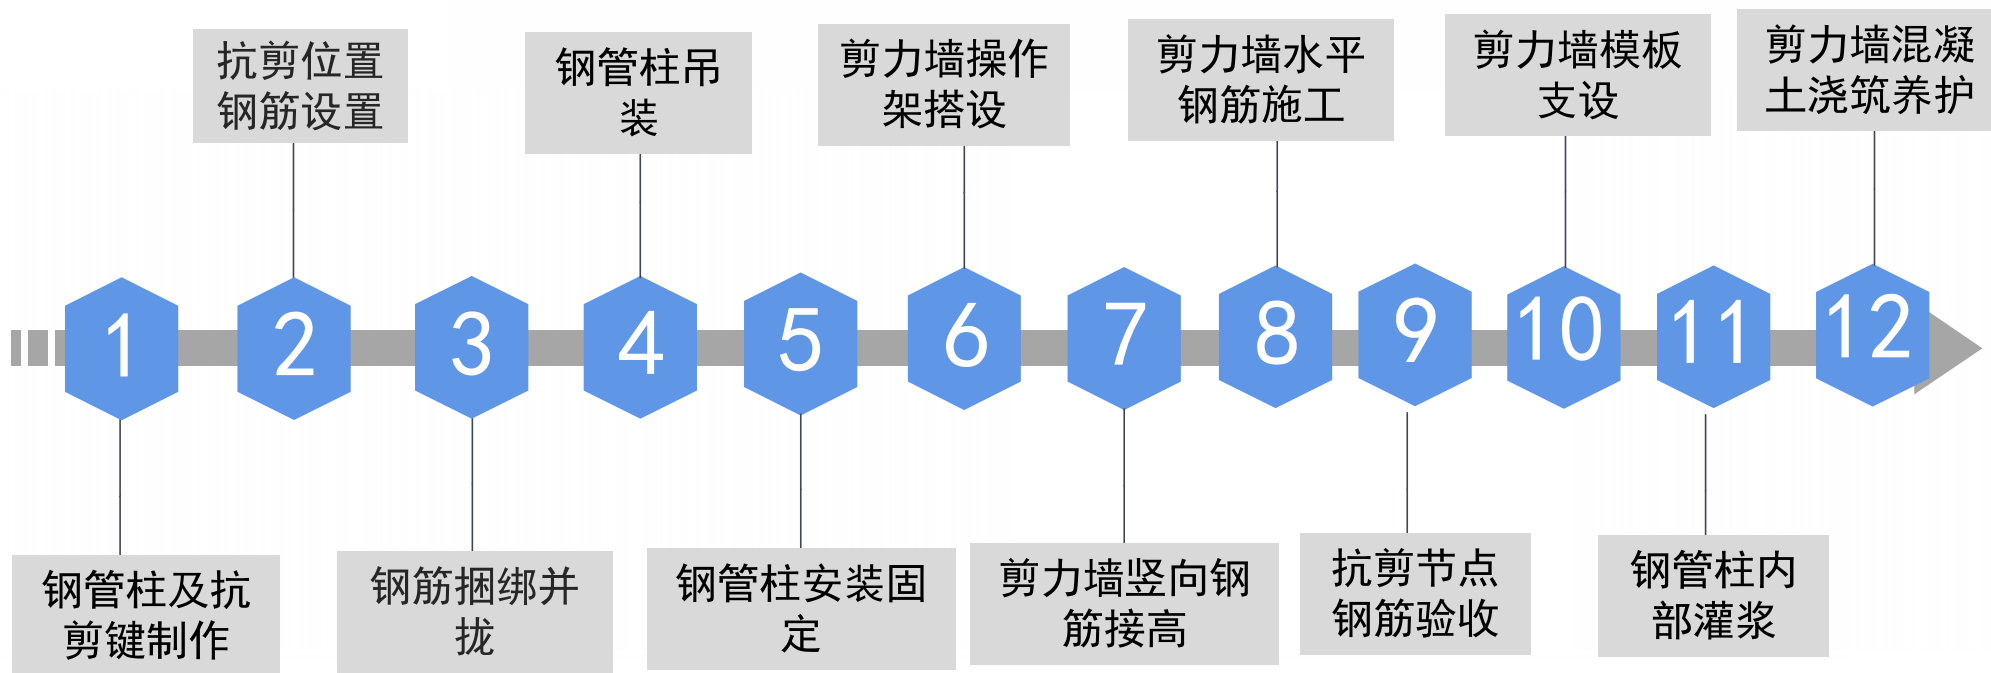 抗剪位置
钢筋设置
钢管柱吊
装
剪力墙操作
架搭设
剪力墙水平
钢筋施工
剪力墙模板
支设
剪力墙混凝
土浇筑养护
1
2
3
4
5
6
7
8
9
10
11
12
钢管柱及抗
剪键制作
钢筋捆绑并
拢
钢管柱安装固
定
剪力墙竖向钢
筋接高
抗剪节点
钢筋验收
钢管柱内
部灌浆